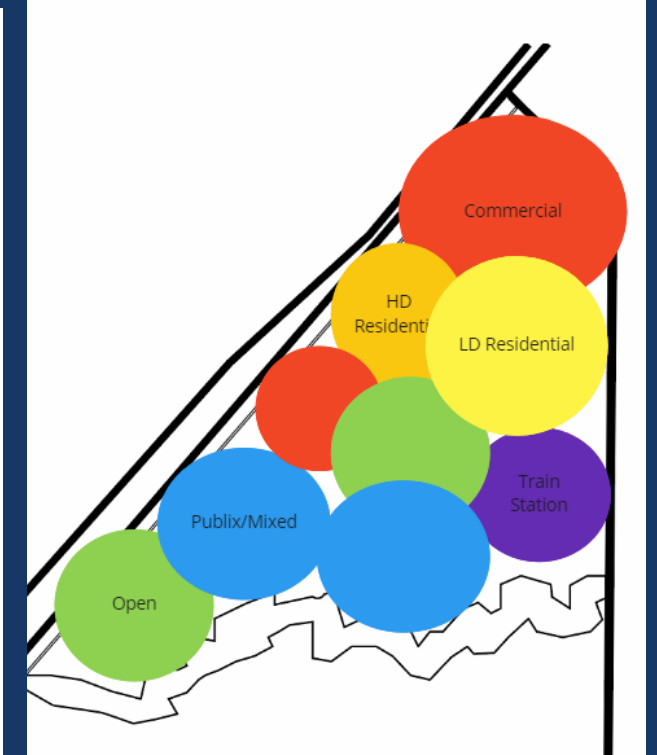 Commercial
HD
Residenti
LD Residential
Train
Station
Publix/Mixed
Open